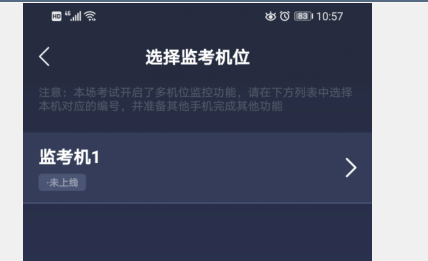 HD 83 10:57
选择监考机位
注意：本场考试开启了多机位监控功能，请在下方列表中选择
本机对应的编号，并准备其他手机完成其他功能
监考机1
·未上线